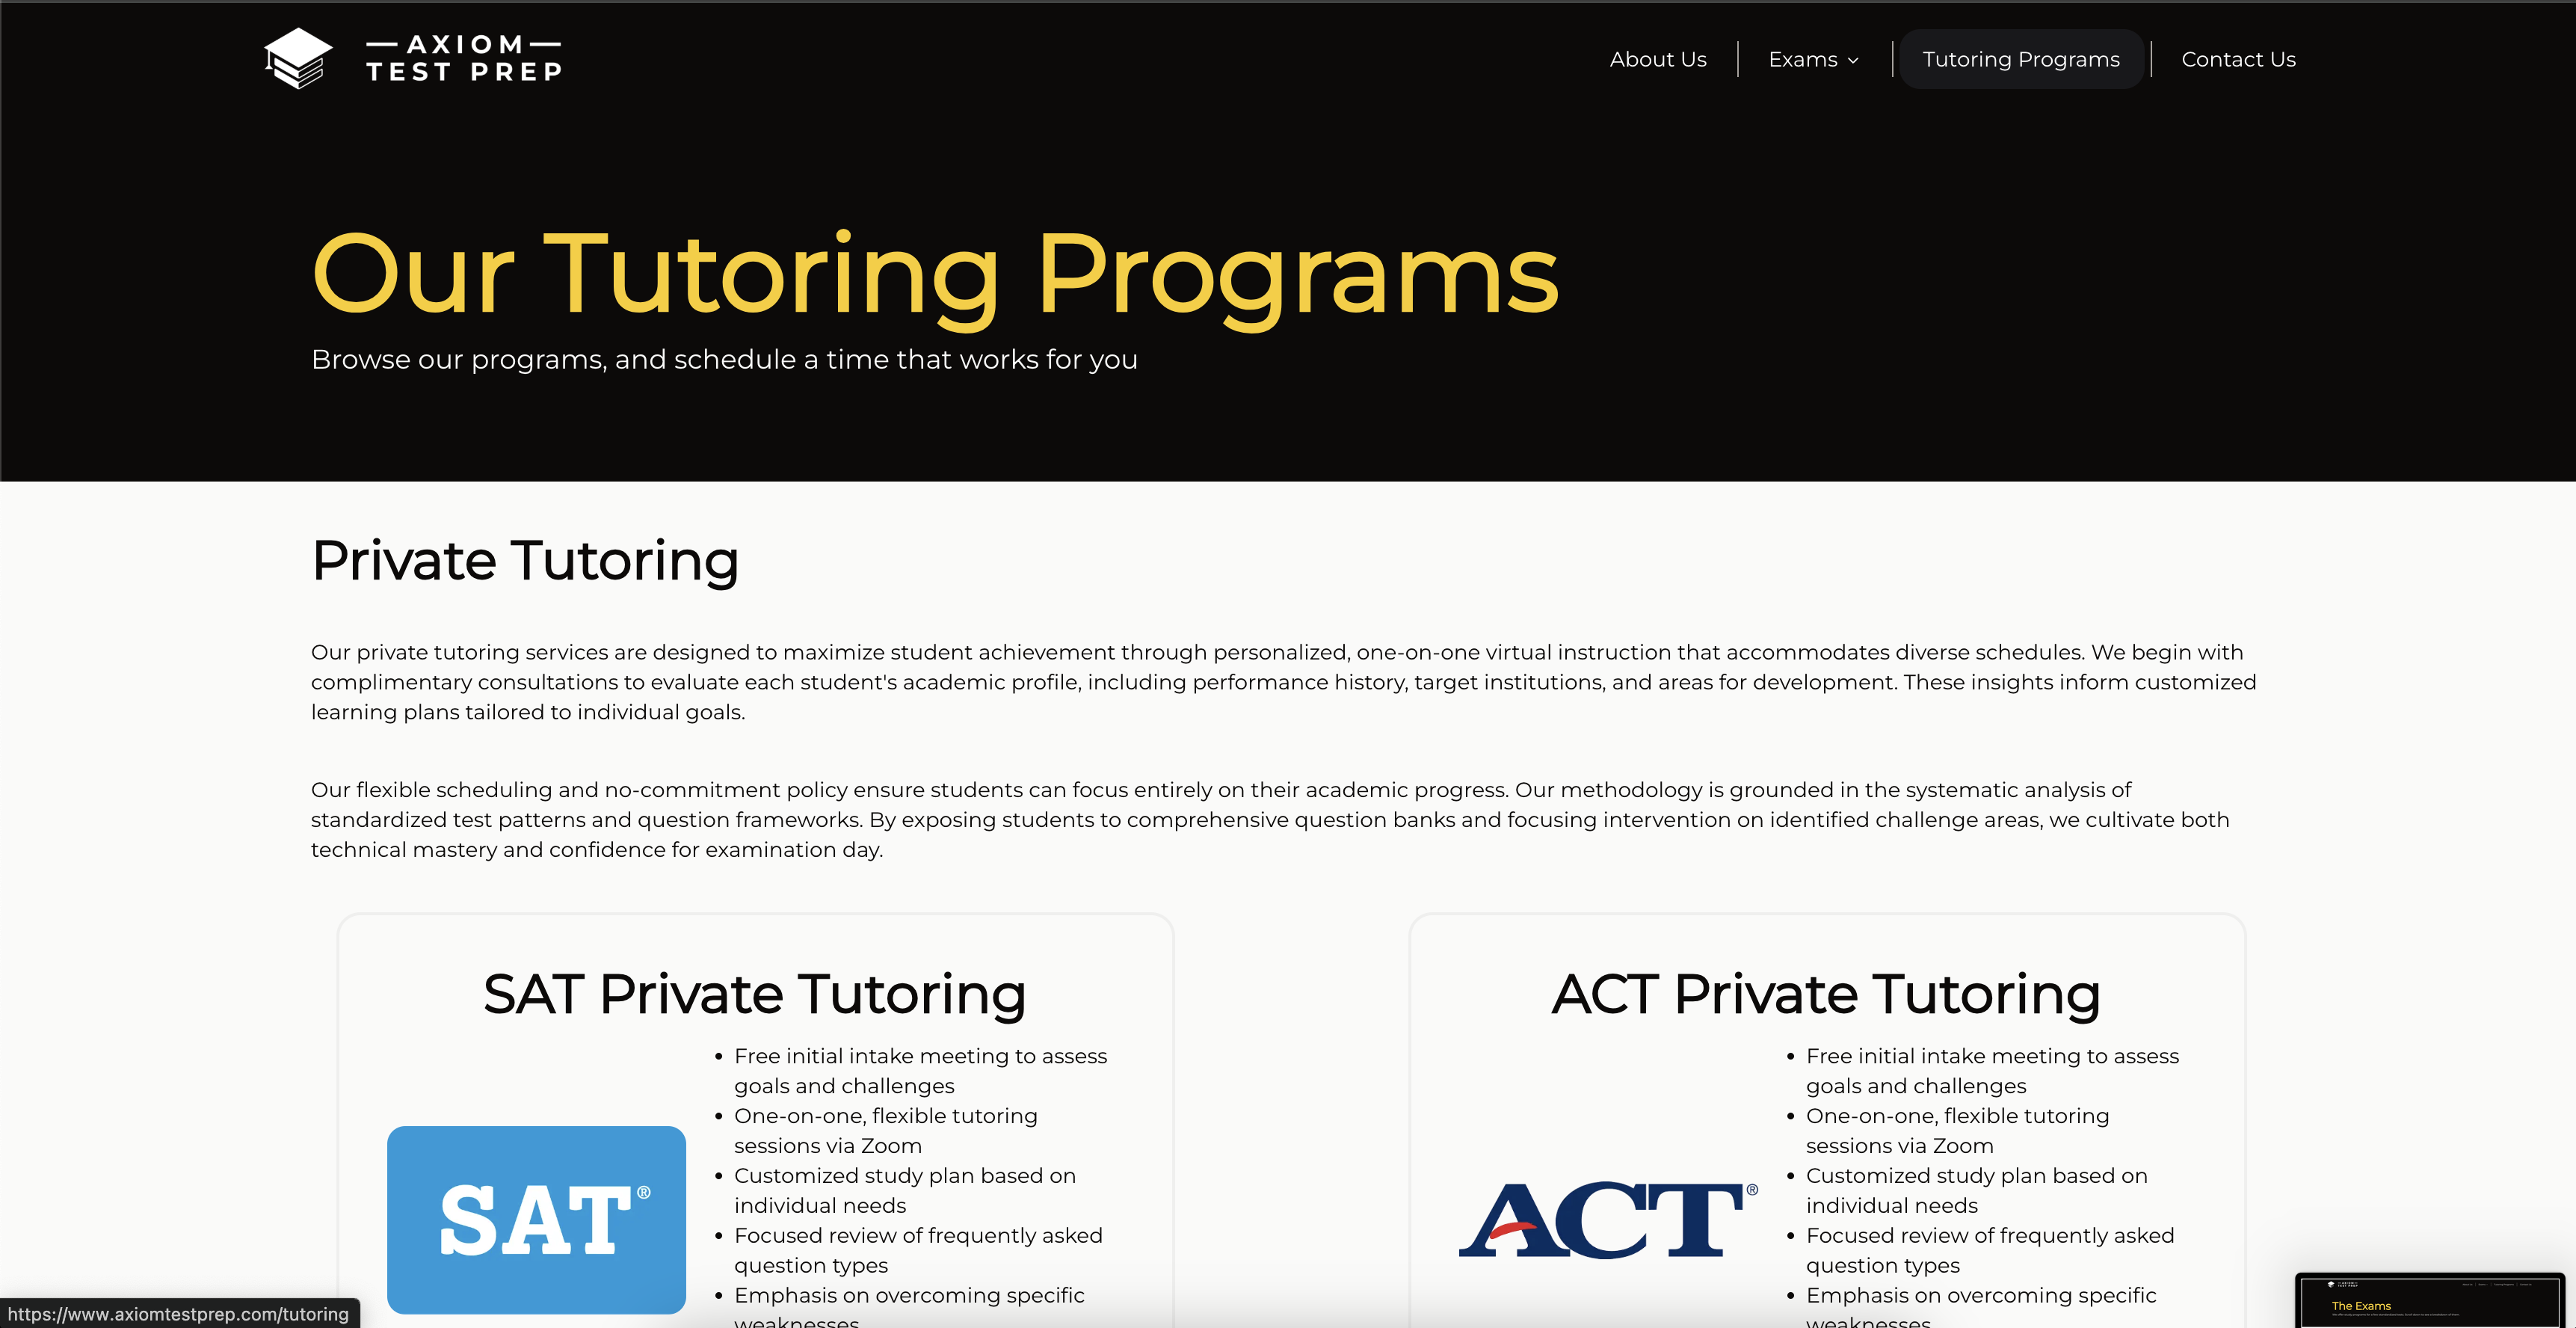 AXIOM
TEST PREP
About Us
Exams
Tutoring Programs
Contact Us
Our Tutoring Programs
Browse our programs, and schedule a time that works for you
Private Tutoring
Our private tutoring services are designed to maximize student achievement through personalized, one-on-one virtual instruction that accommodates diverse schedules. We begin with
complimentary consultations to evaluate each student's academic profile, including performance history, target institutions, and areas for development. These insights inform customized
learning plans tailored to individual goals.
Our flexible scheduling and no-commitment policy ensure students can focus entirely on their academic progress. Our methodology is grounded in the systematic analysis of
standardized test patterns and question frameworks. By exposing students to comprehensive question banks and focusing intervention on identified challenge areas, we cultivate both
technical mastery and confidence for examination day.
SAT Private Tutoring
SAT®
• Free initial intake meeting to assess
goals and challenges
• One-on-one, flexible tutoring
sessions via Zoom
• Customized study plan based on
individual needs
• Focused review of frequently asked
question types
• Emphasis on overcoming specific
weaknesses
ACT Private Tutoring
ACT®
• Free initial intake meeting to assess
goals and challenges
• One-on-one, flexible tutoring
sessions via Zoom
• Customized study plan based on
individual needs
• Focused review of frequently asked
question types
• Emphasis on overcoming specific
weaknesses
https://www.axiomtestprep.com/tutoring
The Exams